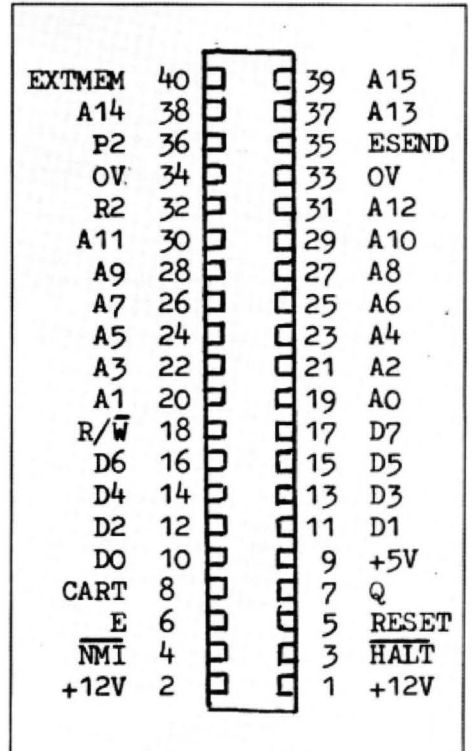 EXTMEM 40 39 A15
A14 38 37 A13
P2 36 35 ESEND
OV 34 33 OV
R2 32 31 A12
A11 30 29 A10
A9 28 27 A8
A7 26 25 A6
A5 24 23 A4
A3 22 21 A2
A1 20 19 A0
R/W̅ 18 17 D7
D6 16 15 D5
D4 14 13 D3
D2 12 11 D1
D0 10 9 +5V
CART 8 7 Q
E 6 5 RESET
N̅M̅I̅ 4 3 H̅A̅L̅T̅
+12V 2 1 +12V